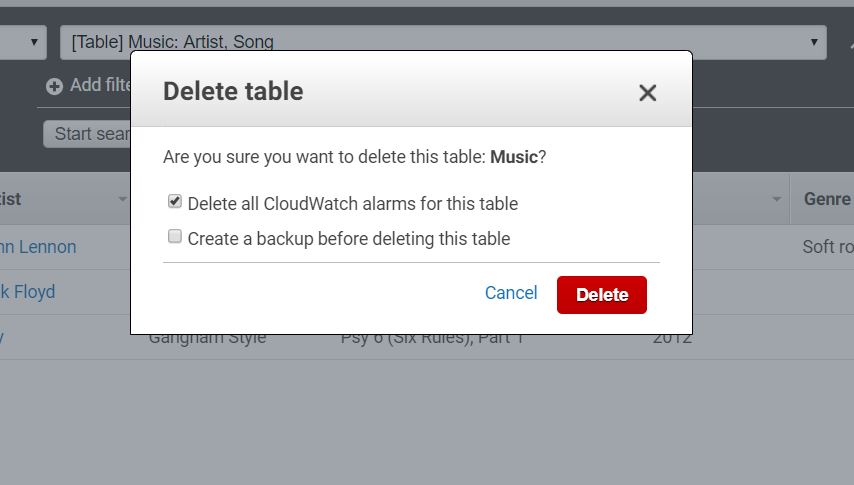 [Table] Music: Artist, Song
Add filte
Delete table
Start sear
Are you sure you want to delete this table: Music?
Delete all CloudWatch alarms for this table
Create a backup before deleting this table
Cancel Delete
tist Genre
hn Lennon Soft ro
k Floyd
y Gangnam Style Psy 6 (Six Rules), Part 1 2012